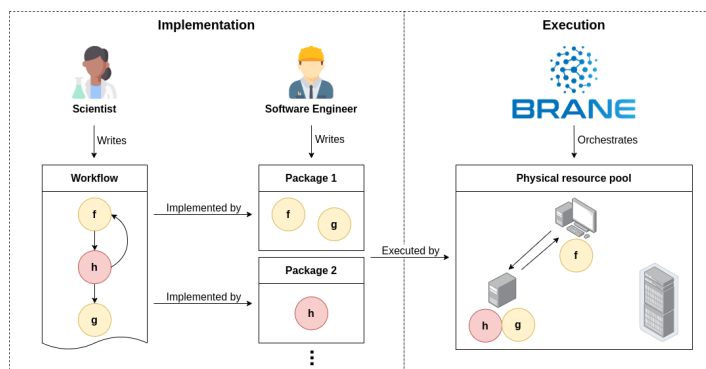 Implementation
Execution
Scientist
Software Engineer
BRANE
Writes
Writes
Orchestrates
Workflow
Package 1
Physical resource pool
f
Implemented by
f
g
h
Executed by
f
Package 2
Implemented by
g
h
h
g